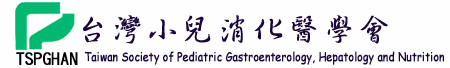 台灣小兒消化醫學會
TSPGHAN Taiwan Society of Pediatric Gastroenterology, Hepatology and Nutrition